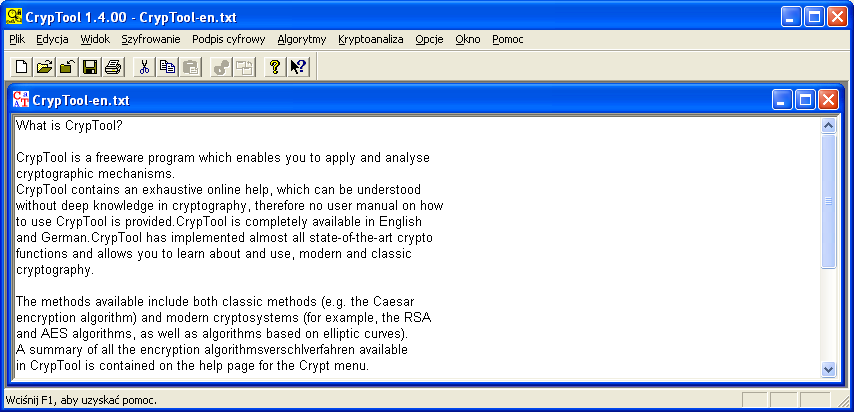 CrypTool 1.4.00 - CrypTool-en.txt
Plik Edycja Widok Szyfrowanie Podpis cyfrowy Algorytmy Kryptoanaliza Opcje Okno Pomoc
CrypTool-en.txt
What is CrypTool?
CrypTool is a freeware program which enables you to apply and analyse
cryptographic mechanisms.
CrypTool contains an exhaustive online help, which can be understood
without deep knowledge in cryptography, therefore no user manual on how
to use CrypTool is provided.CrypTool is completely available in English
and German.CrypTool has implemented almost all state-of-the-art crypto
functions and allows you to learn about and use, modern and classic
cryptography.
The methods available include both classic methods (e.g. the Caesar
encryption algorithm) and modern cryptosystems (for example, the RSA
and AES algorithms, as well as algorithms based on elliptic curves).
A summary of all the encryption algorithmsverschlverfahren available
in CrypTool is contained on the help page for the Crypt menu.
Wciśnij F1, aby uzyskać pomoc.